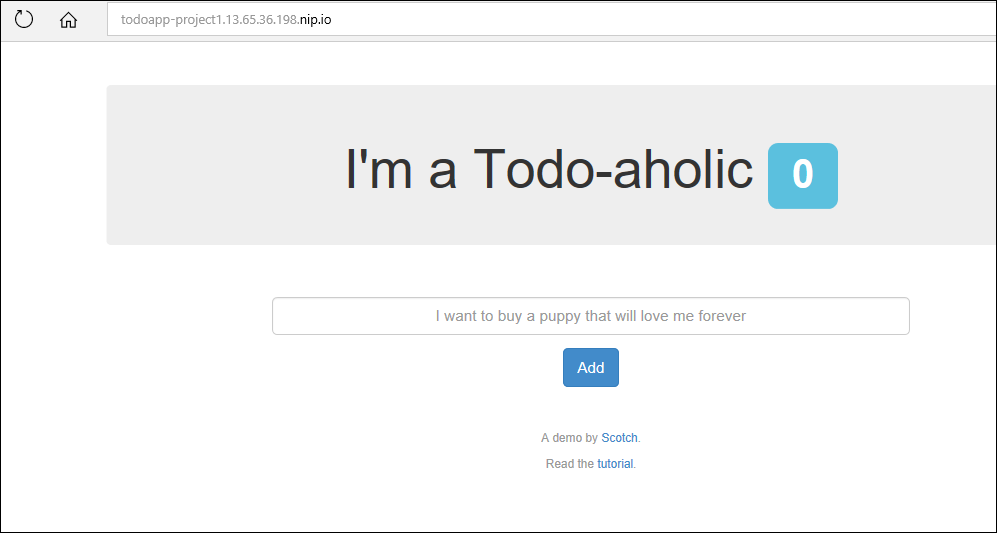 todoapp-project1.13.65.36.198.nip.io
I'm a Todo-aholic 0
I want to buy a puppy that will love me forever
Add
A demo by Scotch.
Read the tutorial.